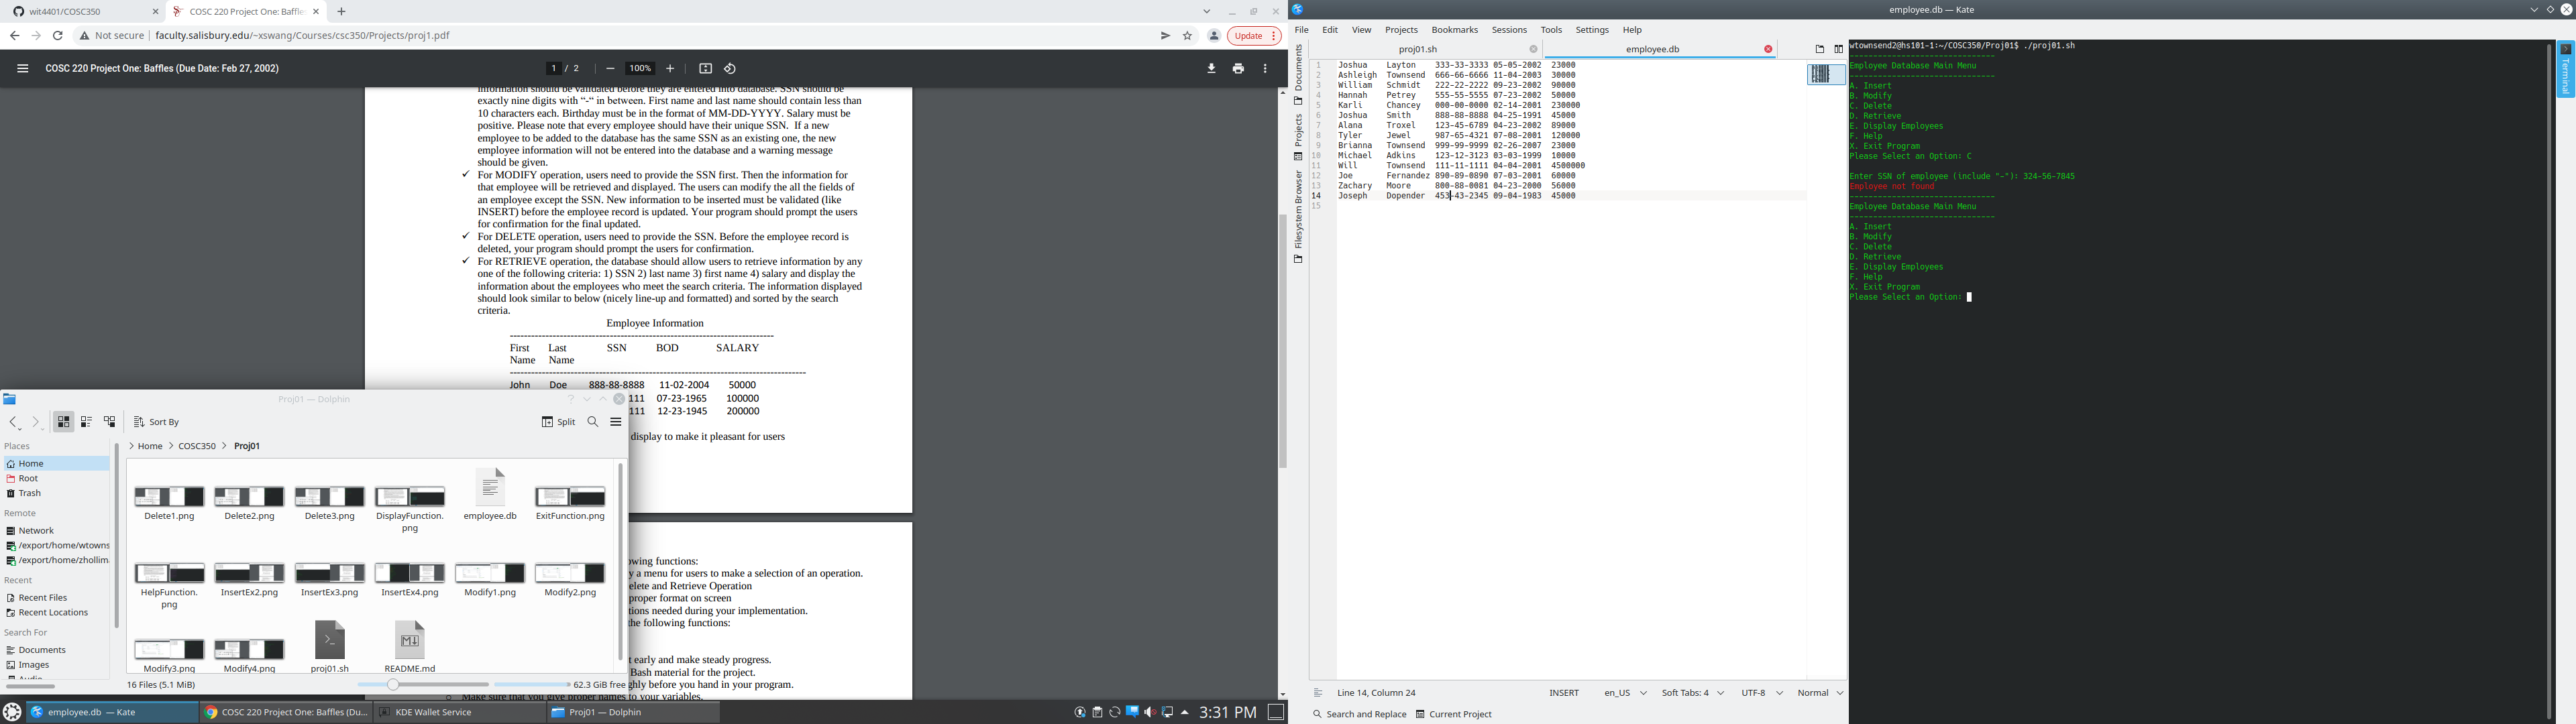 wit4401/COSC350
COSC 220 Project One: Baffle
Not secure faculty.salisbury.edu/~xswang/Courses/csc350/Projects/proj1.pdf
Update
COSC 220 Project One: Baffles (Due Date: Feb 27, 2002)
1 / 2
100%
information should be validated before they are entered into database. SSN should be
exactly nine digits with "-" in between. First name and last name should contain less than
10 characters each. Birthday must be in the format of MM-DD-YYYY. Salary must be
positive. Please note that every employee should have their unique SSN. If a new
employee to be added to the database has the same SSN as an existing one, the new
employee information will not be entered into the database and a warning message
should be given.
✓ For MODIFY operation, users need to provide the SSN first. Then the information for
that employee will be retrieved and displayed. The users can modify the all the fields of
an employee except the SSN. New information to be inserted must be validated (like
INSERT) before the employee record is updated. Your program should prompt the users
for confirmation for the final updated.
✓ For DELETE operation, users need to provide the SSN. Before the employee record is
deleted, your program should prompt the users for confirmation.
✓ For RETRIEVE operation, the database should allow users to retrieve information by any
one of the following criteria: 1) SSN 2) last name 3) first name 4) salary and display the
information about the employees who meet the search criteria. The information displayed
should look similar to below (nicely line-up and formatted) and sorted by the search
criteria.
Employee Information
First Last SSN BOD SALARY
Name Name
John Doe 888-88-8888 11-02-2004 50000
111 07-23-1965 100000
111 12-23-1945 200000
display to make it pleasant for users
owing functions:
y a menu for users to make a selection of an operation.
elete and Retrieve Operation
proper format on screen
tions needed during your implementation.
the following functions:
t early and make steady progress.
Bash material for the project.
ghly before you hand in your program.
Make sure that you give proper names to your variables.
Proj01 — Dolphin
Sort By
Split
Places
Home
Root
Trash
Remote
Network
/export/home/wtowns
/export/home/zhollim
Recent
Recent Files
Recent Locations
Search For
Documents
Images
Audio
Home > COSC350 > Proj01
Delete1.png
Delete2.png
Delete3.png
DisplayFunction.
png
employee.db
ExitFunction.png
HelpFunction.
png
InsertEx2.png
InsertEx3.png
InsertEx4.png
Modify1.png
Modify2.png
Modify3.png
Modify4.png
proj01.sh
README.md
16 Files (5.1 MiB)
62.3 GiB free
employee.db — Kate
COSC 220 Project One: Baffles (Du...
KDE Wallet Service
Proj01 — Dolphin
3:31 PM
employee.db — Kate
File Edit View Projects Bookmarks Sessions Tools Settings Help
Documents
Projects
Filesystem Browser
proj01.sh
employee.db
1 Joshua Layton 333-33-3333 05-05-2002 23000
2 Ashleigh Townsend 666-66-6666 11-04-2003 30000
3 William Schmidt 222-22-2222 09-23-2002 90000
4 Hannah Petrey 555-55-5555 07-23-2002 50000
5 Karli Chancey 000-00-0000 02-14-2001 230000
6 Joshua Smith 888-88-8888 04-25-1991 45000
7 Alana Troxel 123-45-6789 04-23-2002 89000
8 Tyler Jewel 987-65-4321 07-08-2001 120000
9 Brianna Townsend 999-99-9999 02-26-2007 23000
10 Michael Adkins 123-12-3123 03-03-1999 10000
11 Will Townsend 111-11-1111 04-04-2001 4500000
12 Joe Fernandez 890-89-0890 07-03-2001 60000
13 Zachary Moore 800-88-0081 04-23-2000 56000
14 Joseph Dopender 453-43-2345 09-04-1983 45000
15
Line 14, Column 24
INSERT
en_US
Soft Tabs: 4
UTF-8
Normal
Search and Replace
Current Project
wtownsend2@hs101-1:~/COSC350/Proj01$ ./proj01.sh
------------------------------
Employee Database Main Menu
------------------------------
A. Insert
B. Modify
C. Delete
D. Retrieve
E. Display Employees
F. Help
X. Exit Program
Please Select an Option: C
Enter SSN of employee (include "-"): 324-56-7845
Employee not found
------------------------------
Employee Database Main Menu
------------------------------
A. Insert
B. Modify
C. Delete
D. Retrieve
E. Display Employees
F. Help
X. Exit Program
Please Select an Option:
Terminal